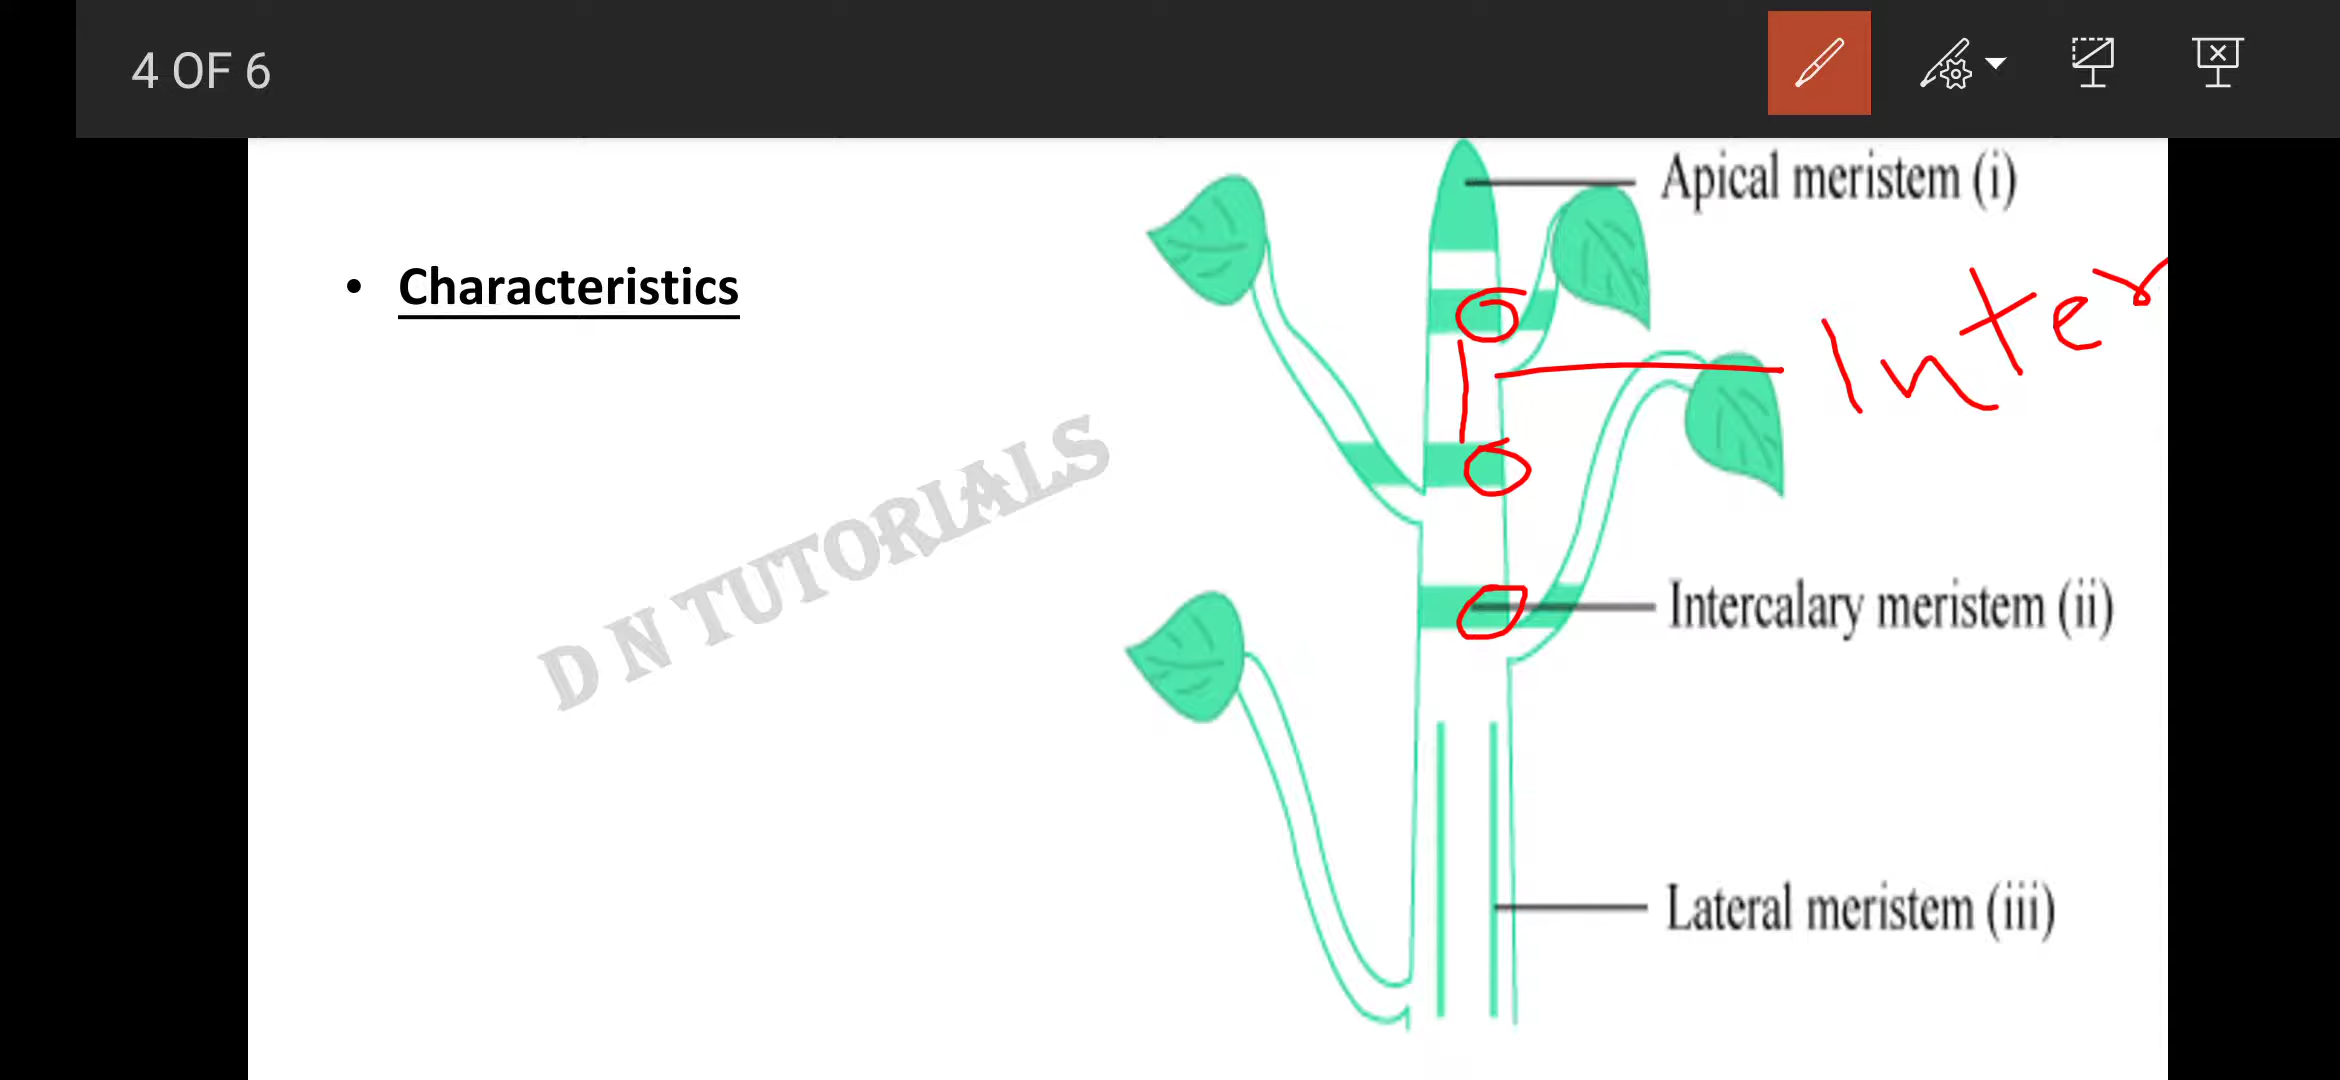 4 OF 6
Apical meristem (i)
• Characteristics
Inter
D N TUTORIALS
Intercalary meristem (ii)
Lateral meristem (iii)